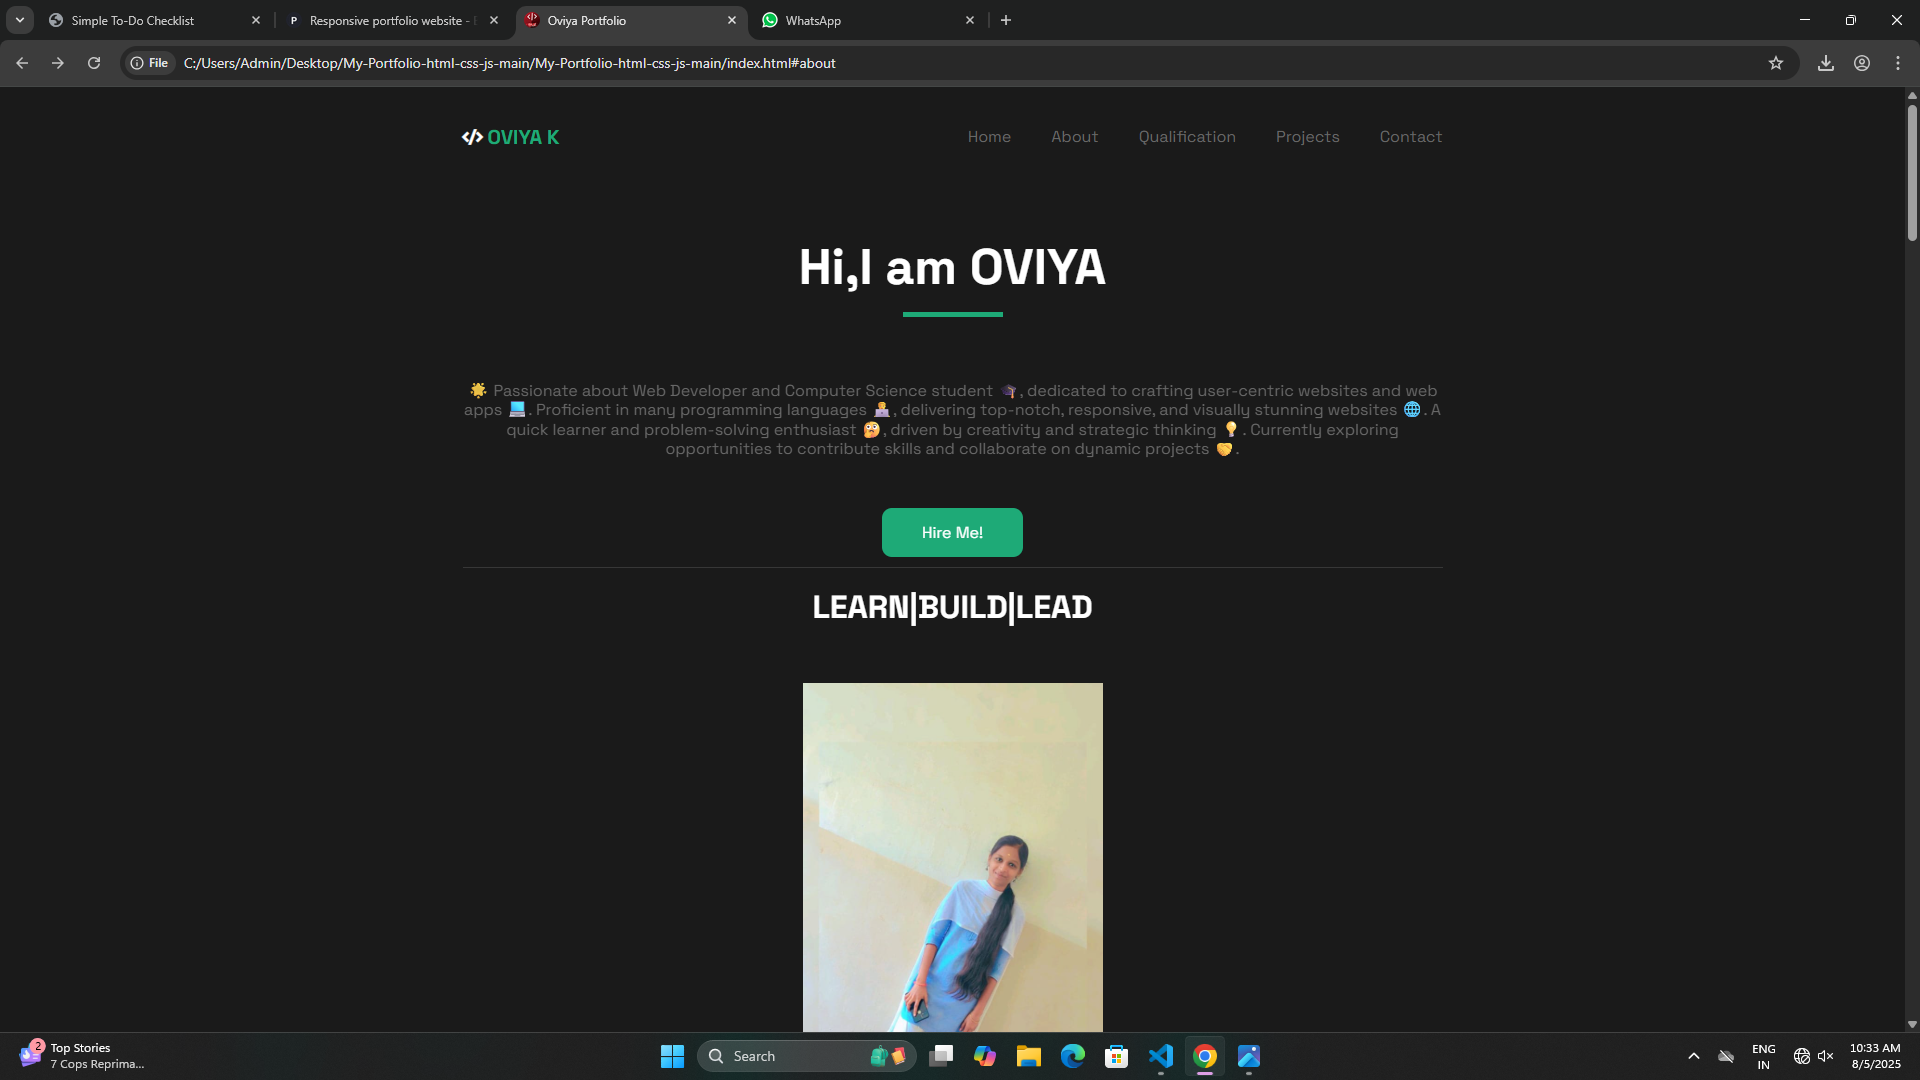 Simple To-Do Checklist
Responsive portfolio website -
Oviya Portfolio
WhatsApp
File
C:/Users/Admin/Desktop/My-Portfolio-html-css-js-main/My-Portfolio-html-css-js-main/index.html#about
</> OVIYA K
Home
About
Qualification
Projects
Contact
Hi,I am OVIYA
🌟 Passionate about Web Developer and Computer Science student 🎓, dedicated to crafting user-centric websites and web
apps 💻. Proficient in many programming languages 👩‍💻, delivering top-notch, responsive, and visually stunning websites 🌐. A
quick learner and problem-solving enthusiast 🤔, driven by creativity and strategic thinking 💡. Currently exploring
opportunities to contribute skills and collaborate on dynamic projects 🤝.
Hire Me!
LEARN|BUILD|LEAD
2
Top Stories
7 Cops Reprima...
Search
ENG
IN
10:33 AM
8/5/2025